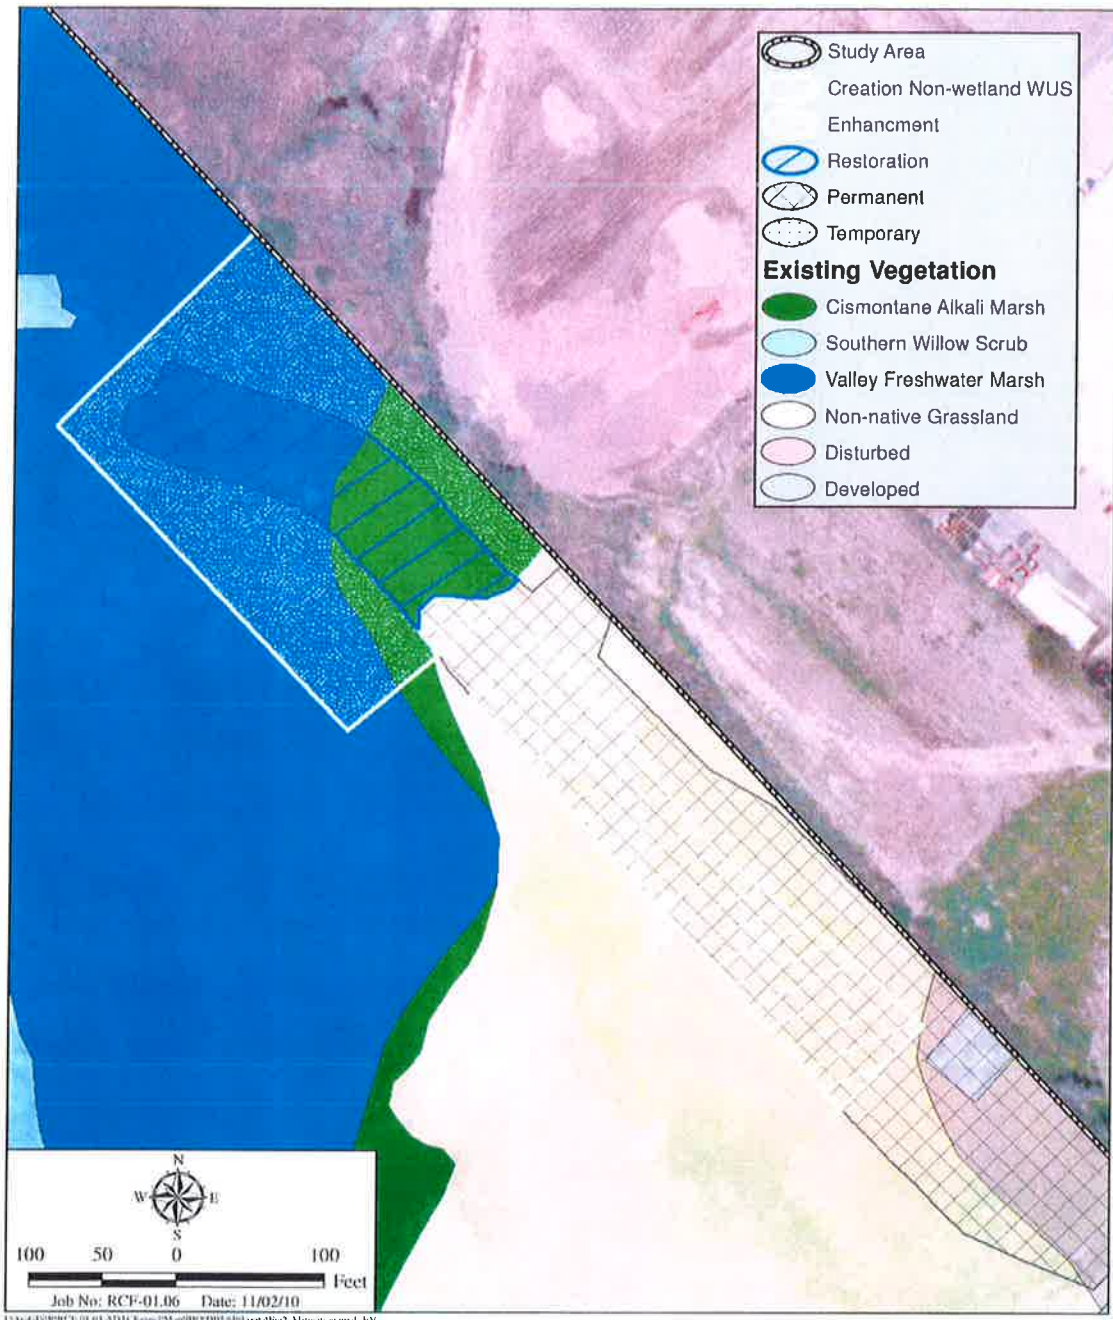 Study Area
Creation Non-wetland WUS
Enhancment
Restoration
Permanent
Temporary
Existing Vegetation
Cismontane Alkali Marsh
Southern Willow Scrub
Valley Freshwater Marsh
Non-native Grassland
Disturbed
Developed
N
W E
S
100 50 0 100
Feet
Job No: RCF-01.06 Date: 11/02/10